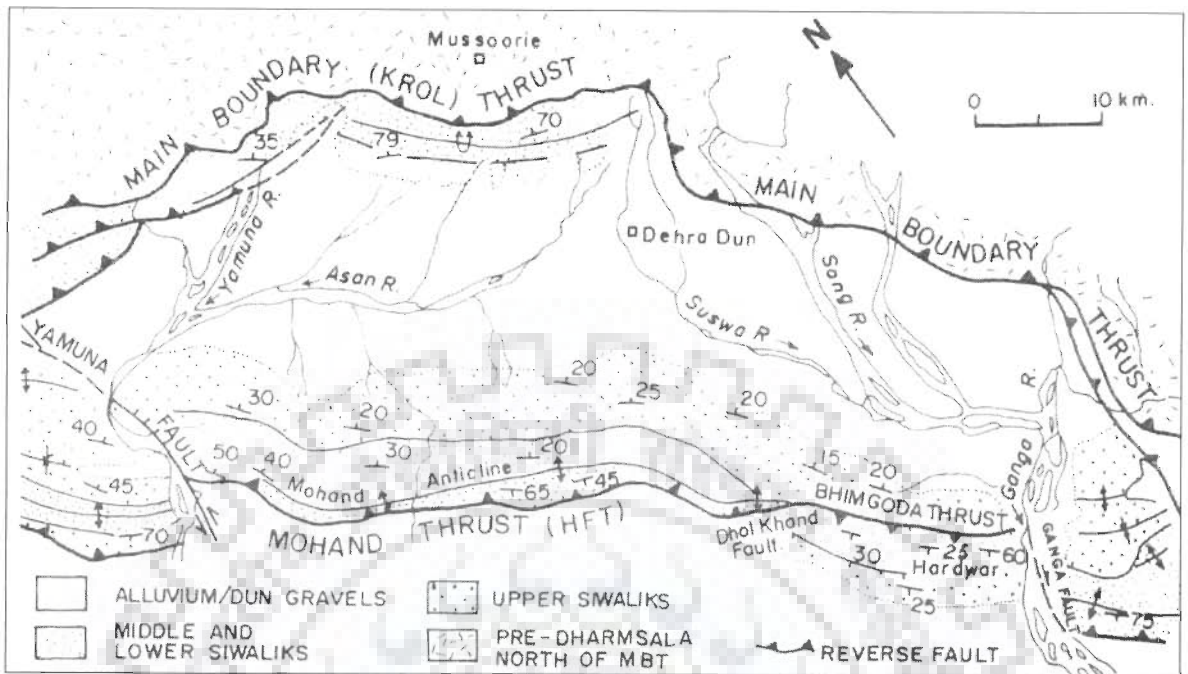 Mussoorie
N
MAIN BOUNDARY (KROL) THRUST
0 10 km.
70
35
79
MAIN BOUNDARY THRUST
Yamuna R.
Dehra Dun
Asan R.
Song R.
Suswa R.
YAMUNA FAULT
20
30
25
20
20
40
30
20
15
20
Ganga R.
50
40
Mohand Anticline
45
65
45
BHIMGODA THRUST
70
MOHAND THRUST (HFT)
Dhol Khand
Fault
30
25
60
Hardwar
25
GANGA FAULT
75
ALLUVIUM/DUN GRAVELS
UPPER SIWALIKS
MIDDLE AND
LOWER SIWALIKS
PRE-DHARMSALA
NORTH OF MBT
REVERSE FAULT